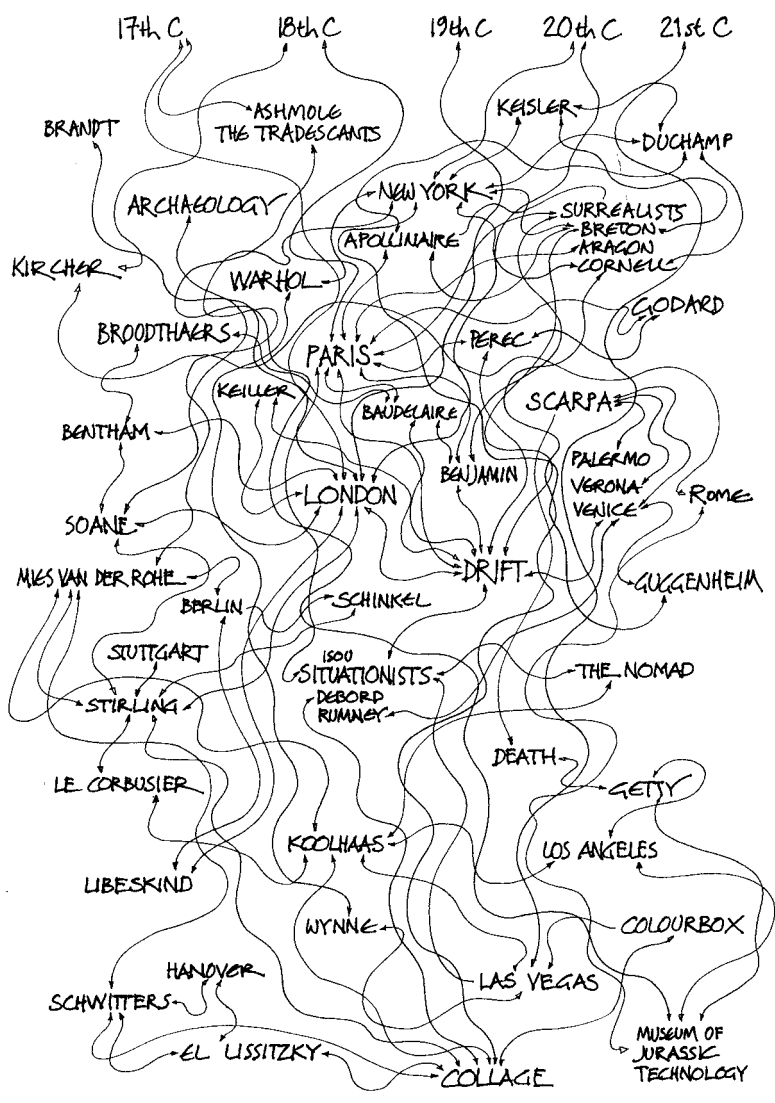 17th C 18th C 19th C 20th C 21st C
KEISLER
ASHMOLE
THE TRADESCANTS
BRANDT
DUCHAMP
NEW YORK
ARCHAEOLOGY
SURREALISTS
BRETON
ARAGON
CORNELL
APOLLINAIRE
KIRCHER
WARHOL
GODARD
BROODTHAERS
PARIS
PEREC
KEILLER
BAUDELAIRE
SCARPA
BENTHAM
PALERMO
VERONA
VENICE
BENJAMIN
LONDON
ROME
SOANE
DRIFT
MIES VAN DER ROHE
GUGGENHEIM
BERLIN
SCHINKEL
STUTTGART
ISOU
SITUATIONISTS
DEBORD
RUMNEY
THE NOMAD
STIRLING
DEATH
LE CORBUSIER
GETTY
KOOLHAAS
LOS ANGELES
LIBESKIND
WYNNE
COLOURBOX
HANOVER
LAS VEGAS
SCHWITTERS
EL LISSITZKY
MUSEUM OF
JURASSIC
TECHNOLOGY
COLLAGE